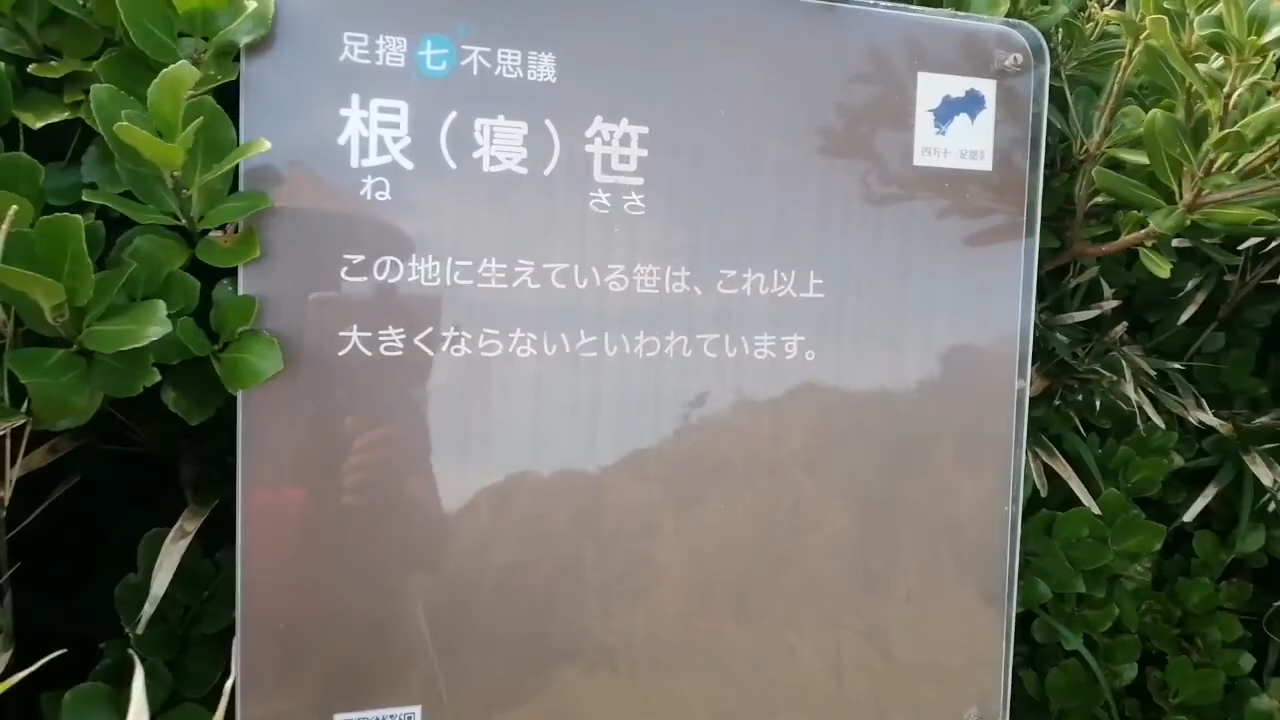 足摺七不思議
根（寝）笹
ね ささ
この地に生えている笹は、これ以上
大きくならないといわれています。
四万十 足摺